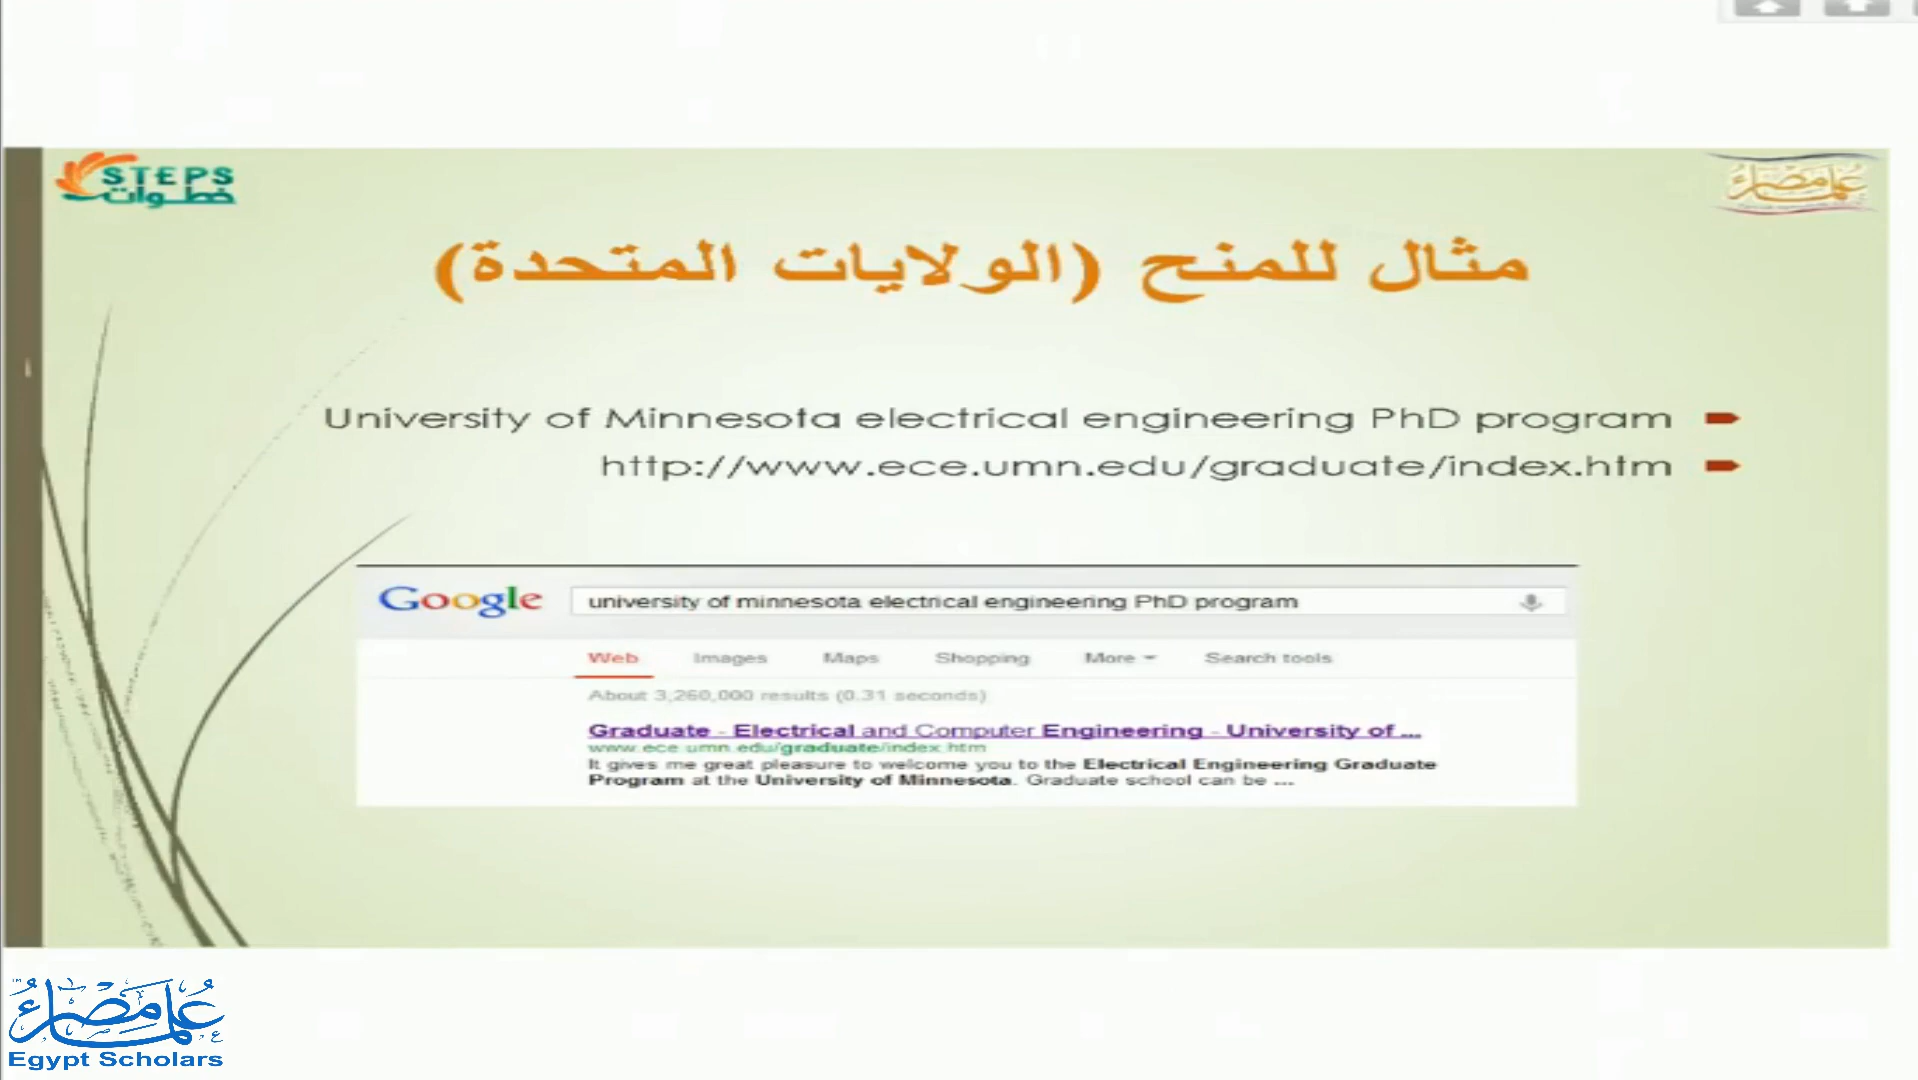 STEPS
خطوات
علماء مصر
مثال للمنح (الولايات المتحدة)
University of Minnesota electrical engineering PhD program
http://www.ece.umn.edu/graduate/index.htm
Google
university of minnesota electrical engineering PhD program
Web Images Maps Shopping More Search tools
About 3,260,000 results (0.31 seconds)
Graduate - Electrical and Computer Engineering - University of ...
www.ece.umn.edu/graduate/index.htm
It gives me great pleasure to welcome you to the Electrical Engineering Graduate
Program at the University of Minnesota. Graduate school can be ...
علماء مصر
Egypt Scholars